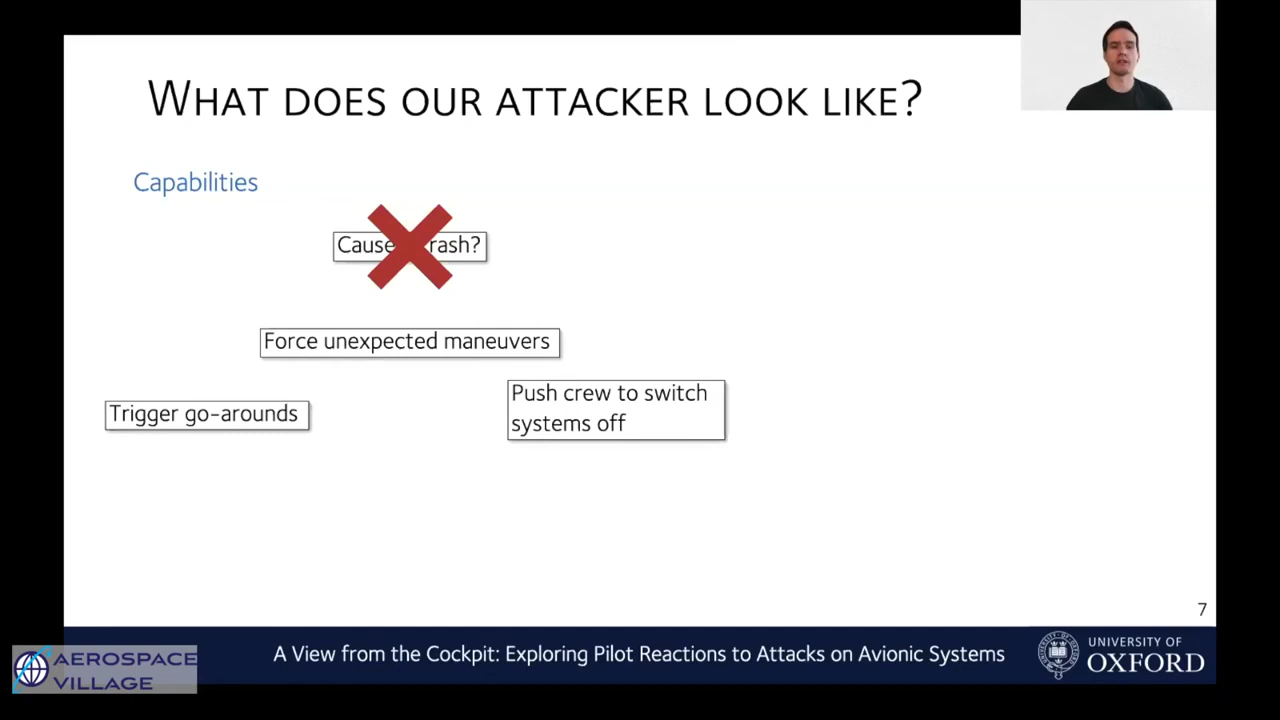 WHAT DOES OUR ATTACKER LOOK LIKE?
Capabilities
Cause rash?
Force unexpected maneuvers
Push crew to switch
systems off
Trigger go-arounds
7
A View from the Cockpit: Exploring Pilot Reactions to Attacks on Avionic Systems
UNIVERSITY OF
OXFORD
AEROSPACE
VILLAGE